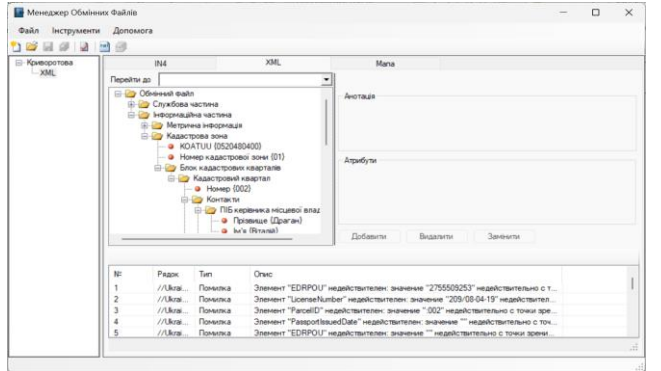 Менеджер Обмінних Файлів
Файл Інструменти Допомога
Криворотова
XML
IN4 XML Мапа
Перейти до
Обмінний файл
Службова частина
Інформаційна частина
Метрична інформація
Кадастрова зона
KOATUU {0520480400}
Номер кадастрової зони {01}
Блок кадастрових кварталів
Кадастровий квартал
Номер {002}
Контакти
ПІБ керівника місцевої влад
Прізвище {Драган}
Ім'я {Віталій}
Анотація
Атрибути
Добавити Видалити Замінити
№ Рядок Тип Опис
1 //Ukrai... Помилка Элемент "EDRPOU" недействителен: значение "2755509253" недействительно с т...
2 //Ukrai... Помилка Элемент "LicenseNumber" недействителен: значение "209/08-04-19" недействител...
3 //Ukrai... Помилка Элемент "ParcelID" недействителен: значение ":002" недействительно с точки зре...
4 //Ukrai... Помилка Элемент "PassportIssuedDate" недействителен: значение "" недействительно с точ...
5 //Ukrai... Помилка Элемент "EDRPOU" недействителен: значение "" недействительно с точки зрени...